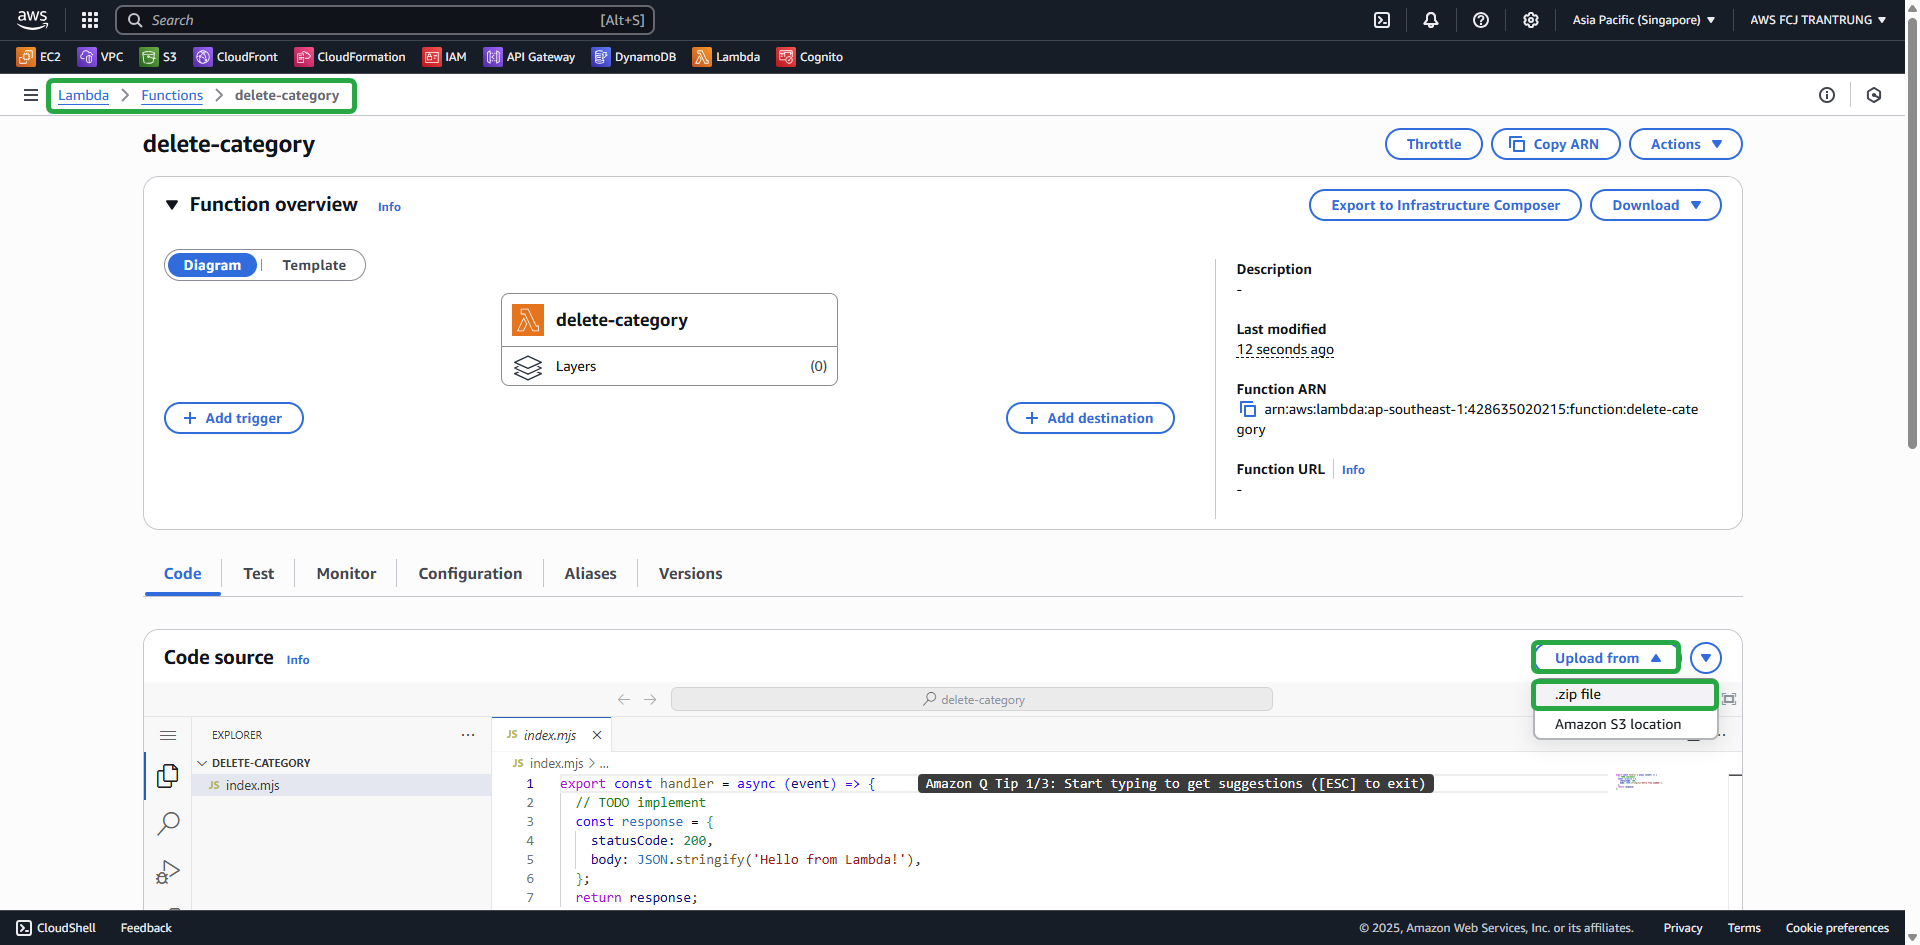 aws
Search [Alt+S]
Asia Pacific (Singapore) AWS FCJ TRANTRUNG
EC2 VPC S3 CloudFront CloudFormation IAM API Gateway DynamoDB Lambda Cognito
Lambda > Functions > delete-category
delete-category
Throttle Copy ARN Actions
Function overview Info
Export to Infrastructure Composer Download
Diagram | Template
delete-category
Layers (0)
+ Add trigger
+ Add destination
Description
-
Last modified
12 seconds ago
Function ARN
arn:aws:lambda:ap-southeast-1:428635020215:function:delete-cate
gory
Function URL Info
-
Code Test Monitor Configuration Aliases Versions
Code source Info
Upload from
.zip file
Amazon S3 location
delete-category
EXPLORER ...
DELETE-CATEGORY
JS index.mjs
JS index.mjs
JS index.mjs > ...
1 export const handler = async (event) => {
Amazon Q Tip 1/3: Start typing to get suggestions ([ESC] to exit)
2 // TODO implement
3 const response = {
4 statusCode: 200,
5 body: JSON.stringify('Hello from Lambda!'),
6 };
7 return response;
CloudShell Feedback
© 2025, Amazon Web Services, Inc. or its affiliates. Privacy Terms Cookie preferences